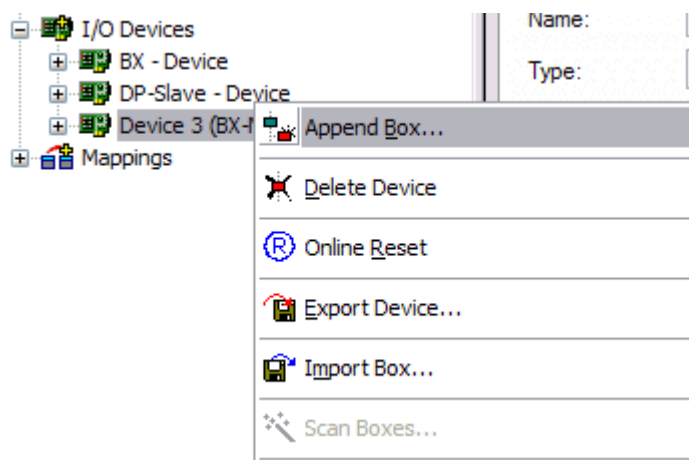 I/O Devices
Name:
BX - Device
Type:
DP-Slave - Device
Device 3 (BX-
Append Box...
Mappings
Delete Device
R Online Reset
Export Device...
Import Box...
Scan Boxes...